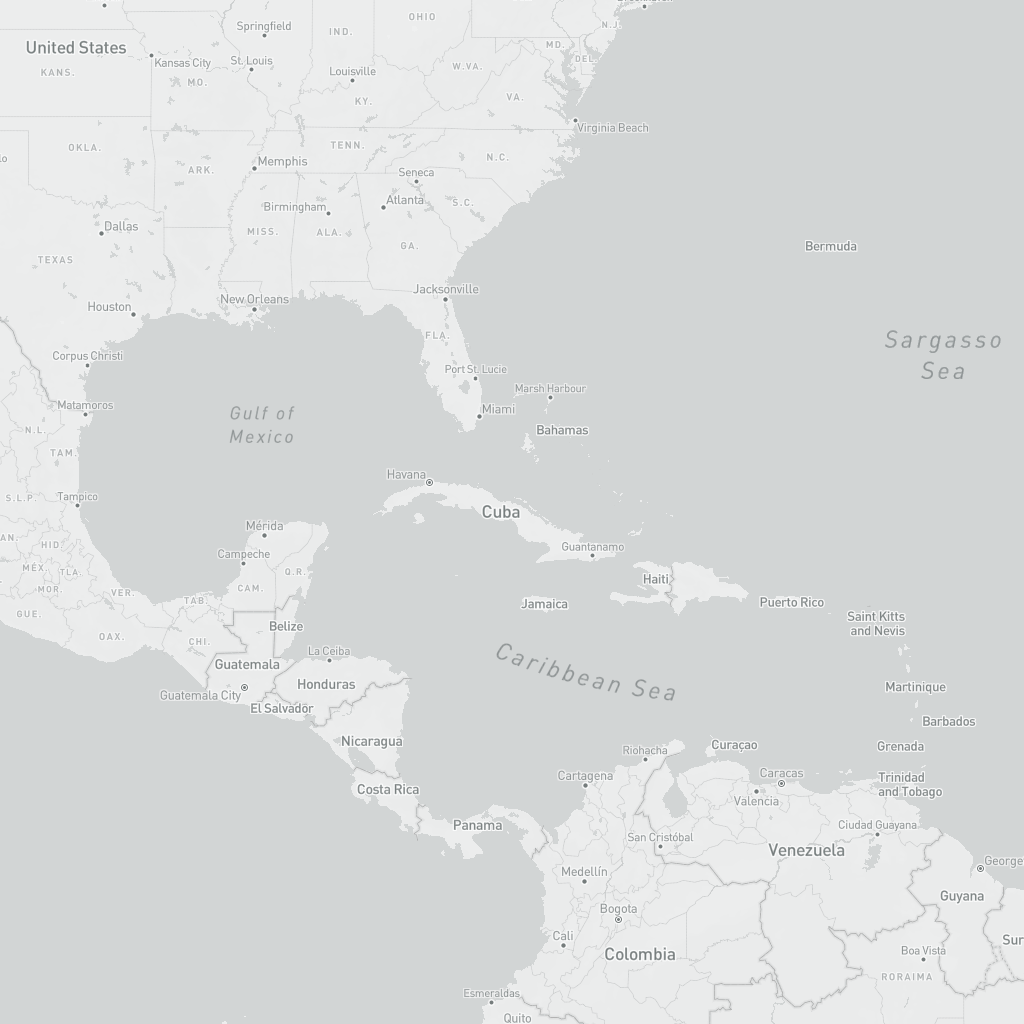 OHIO
N.J.
Springfield
IND.
United States
MD.
DEL.
Kansas City
St. Louis
KANS.
W.VA.
Louisville
MO.
KY.
VA.
Virginia Beach
OKLA.
TENN.
N.C.
Memphis
ARK.
Seneca
Birmingham
Atlanta
S.C.
Dallas
MISS.
ALA.
GA.
Bermuda
TEXAS
Jacksonville
New Orleans
Houston
FLA.
Sargasso
Sea
Corpus Christi
Port St. Lucie
Marsh Harbour
Matamoros
Miami
Gulf of
Mexico
Bahamas
N.L.
TAM.
Havana
S.L.P.
Tampico
Cuba
Mérida
AN.
HID.
Guantanamo
Campeche
MÉX.
TLA.
Q.R.
Haiti
MOR.
VER.
CAM.
TAB.
Jamaica
Puerto Rico
GUE.
Saint Kitts
and Nevis
Belize
OAX.
CHI.
La Ceiba
Caribbean Sea
Guatemala
Honduras
Martinique
Guatemala City
El Salvador
Barbados
Nicaragua
Curaçao
Grenada
Riohacha
Cartagena
Caracas
Trinidad
and Tobago
Costa Rica
Valencia
Panama
Ciudad Guayana
San Cristóbal
Venezuela
George
Medellín
Guyana
Bogota
Cali
Sur
Colombia
Boa Vista
RORAIMA
Esmeraldas
Quito